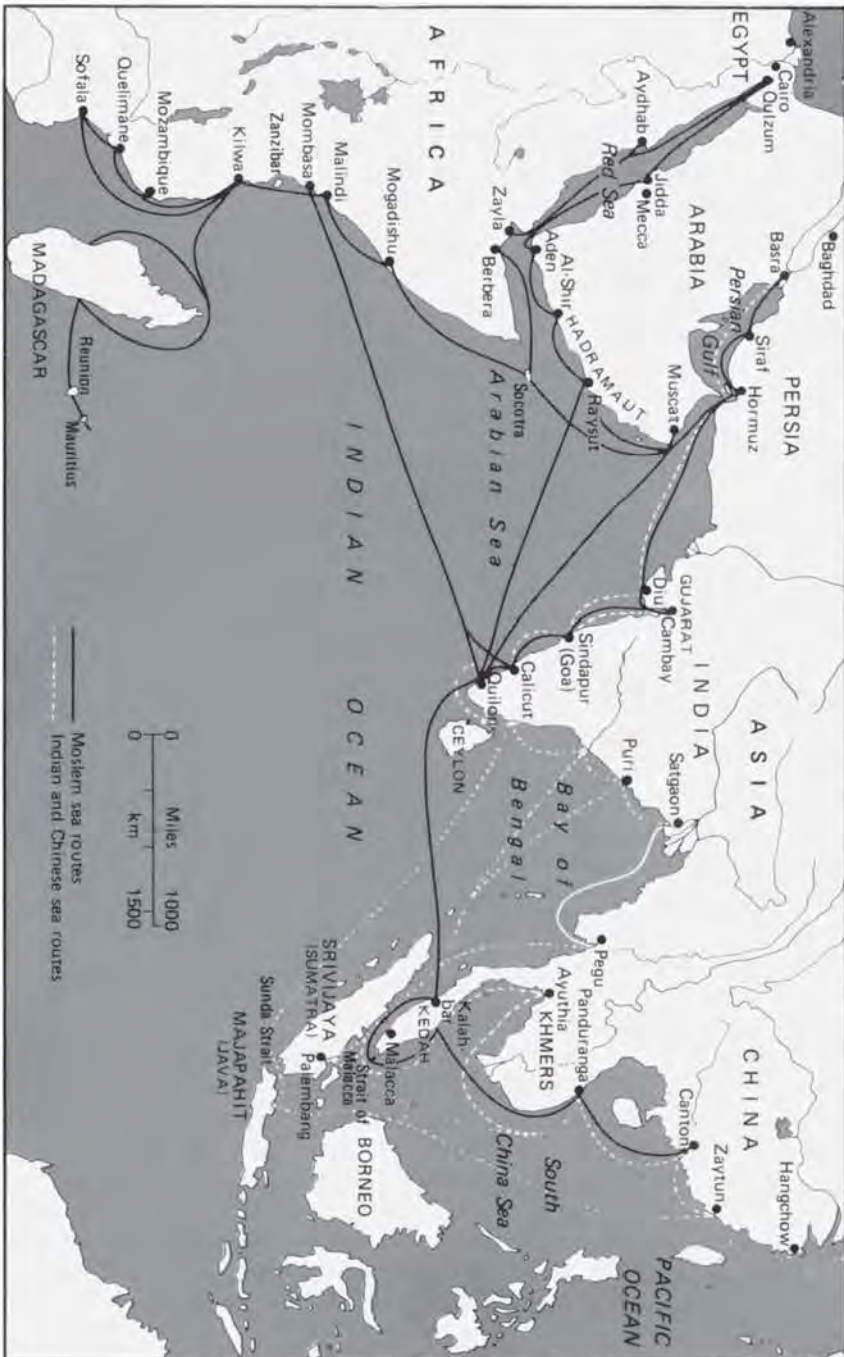 Alexandria
Cairo
EGYPT
Qulzum
Aydhab
Red Sea
Jidda
Mecca
ARABIA
Baghdad
Basra
Persian
Gulf
Siraf
Hormuz
PERSIA
AFRICA
Zayla
Berbera
Aden
Al-Shir
HADRAMAUT
Raysut
Muscat
Socotra
Arabian Sea
Mogadishu
Malindi
Mombasa
Zanzibar
Kilwa
Mozambique
Quelimane
Sofala
MADAGASCAR
Reunion
Mauritius
INDIAN OCEAN
ASIA
INDIA
GUJARAT
Diu
Cambay
Sindapur
(Goa)
Calicut
Quilon
CEYLON
Puri
Satgaon
Bay of
Bengal
Pegu
CHINA
Hangchow
Zaytun
Canton
Panduranga
Ayuthia
KHMERS
Kalah
bar
KEDAH
Malacca
Strait of
Malacca
SRIVIJAYA
(SUMATRA)
Palembang
Sunda Strait
MAJAPAHIT
(JAVA)
BORNEO
South
China Sea
PACIFIC
OCEAN
0 Miles 1000
0 km 1500
Moslem sea routes
Indian and Chinese sea routes